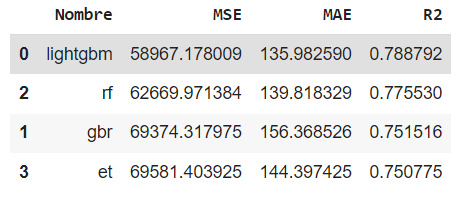 Nombre MSE MAE R2
0 lightgbm 58967.178009 135.982590 0.788792
2 rf 62669.971384 139.818329 0.775530
1 gbr 69374.317975 156.368526 0.751516
3 et 69581.403925 144.397425 0.750775